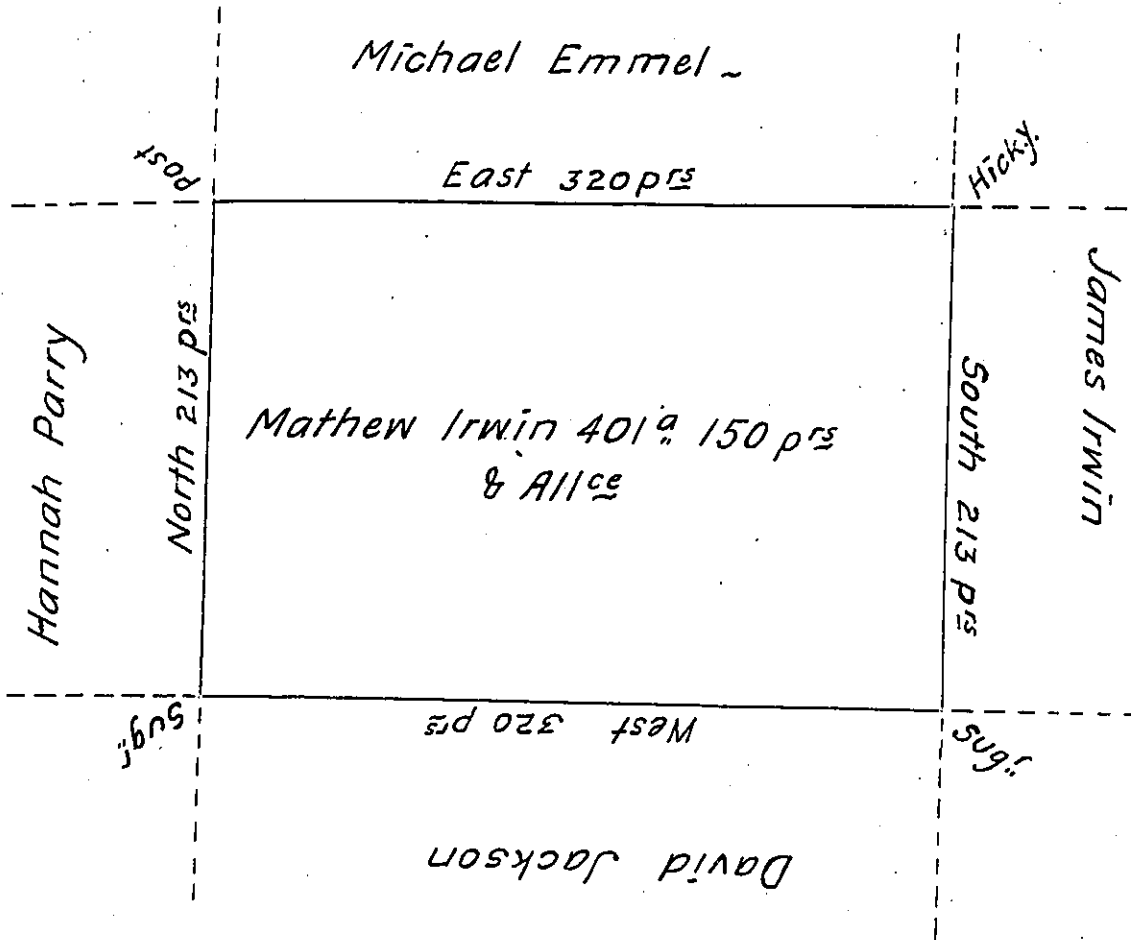 Michael Emmel ~
post
East 320 prs
Hicky.
Hannah Parry
North 213 prs
Mathew Irwin 401a 150 prs
& Allce
South 213 prs
James Irwin
Sugr
West 320 prs
Sugr
David Jackson